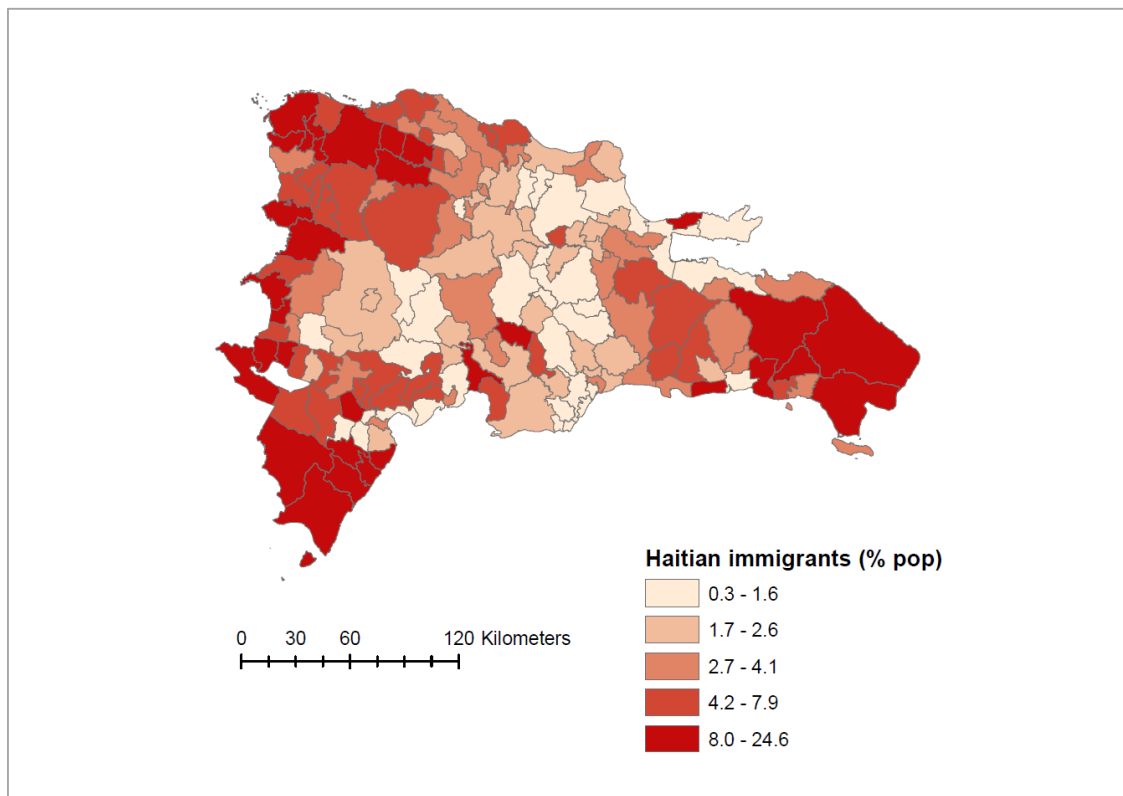 Haitian immigrants (% pop)
0.3 - 1.6
1.7 - 2.6
2.7 - 4.1
4.2 - 7.9
8.0 - 24.6
0 30 60 120 Kilometers